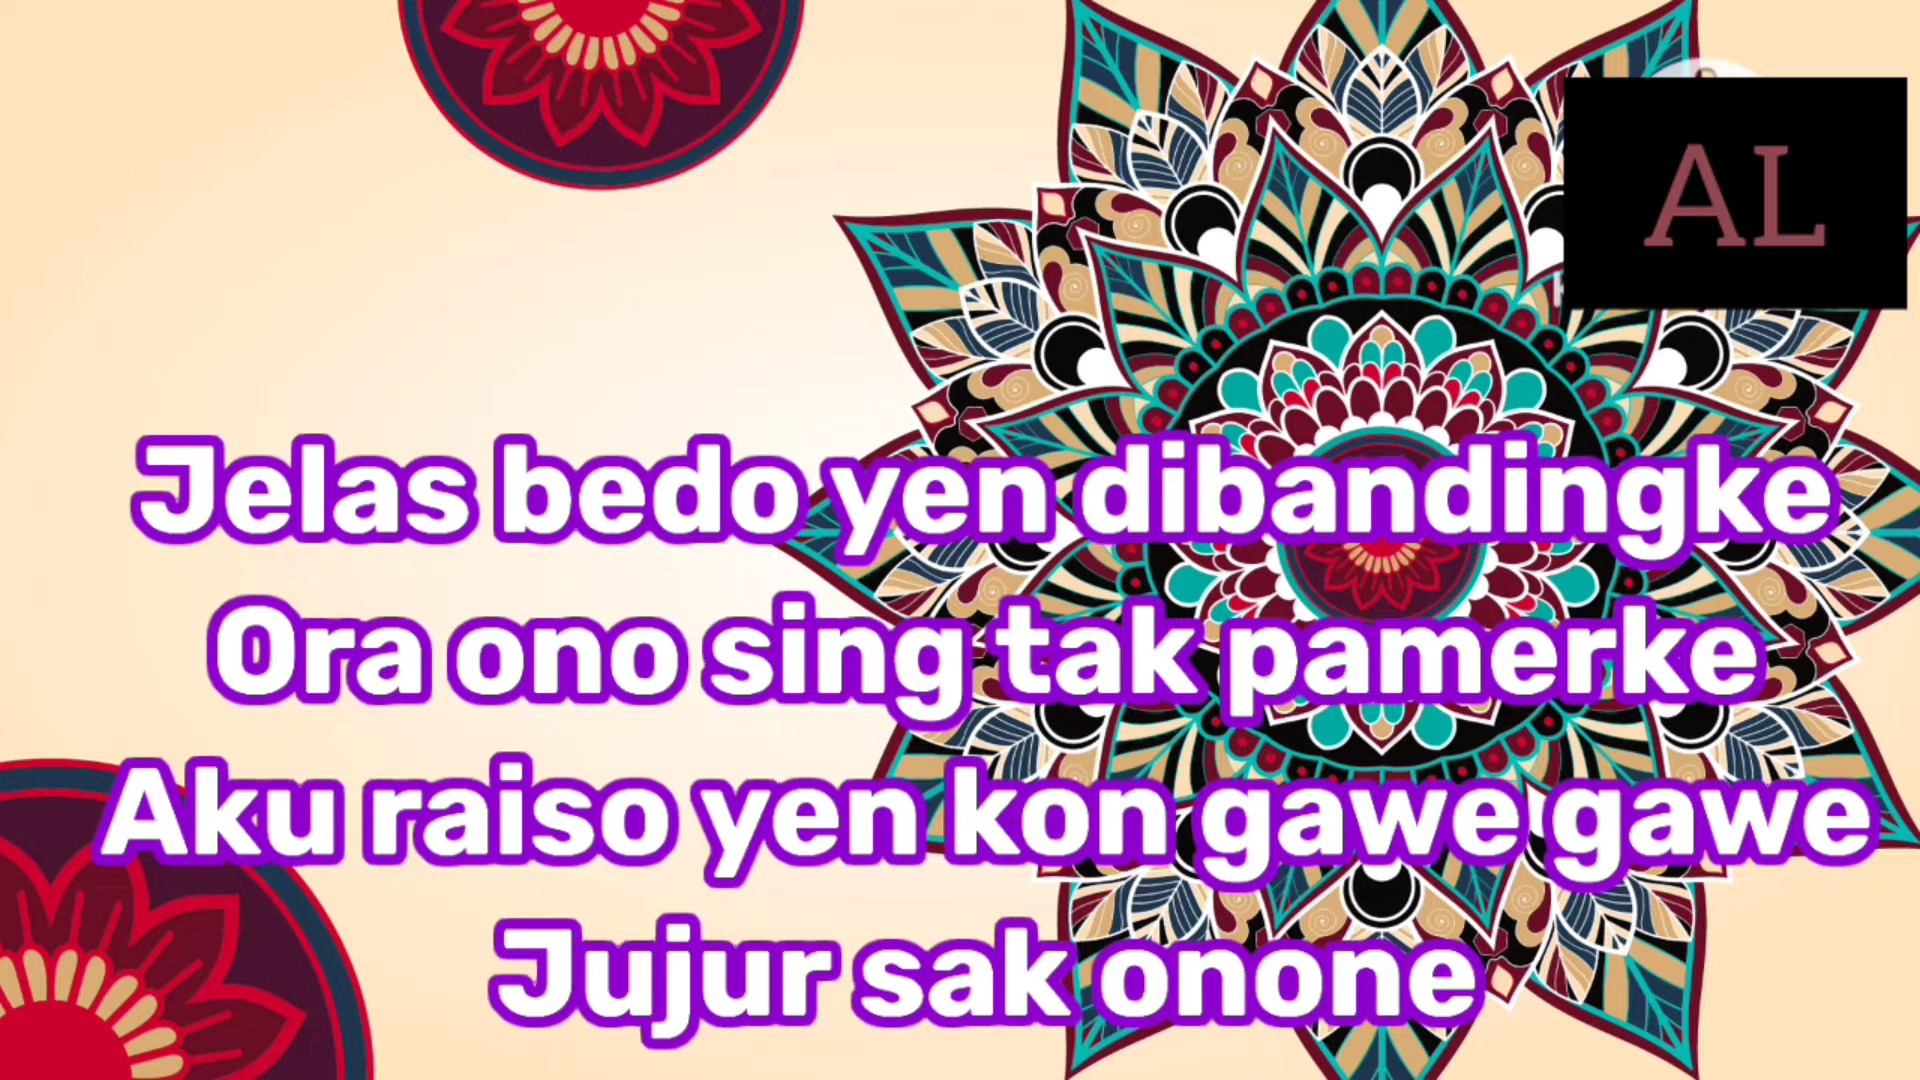 AL
Jelas bedo yen dibandingke
Ora ono sing tak pamerke
Aku raiso yen kon gawe gawe
Jujur sak onone